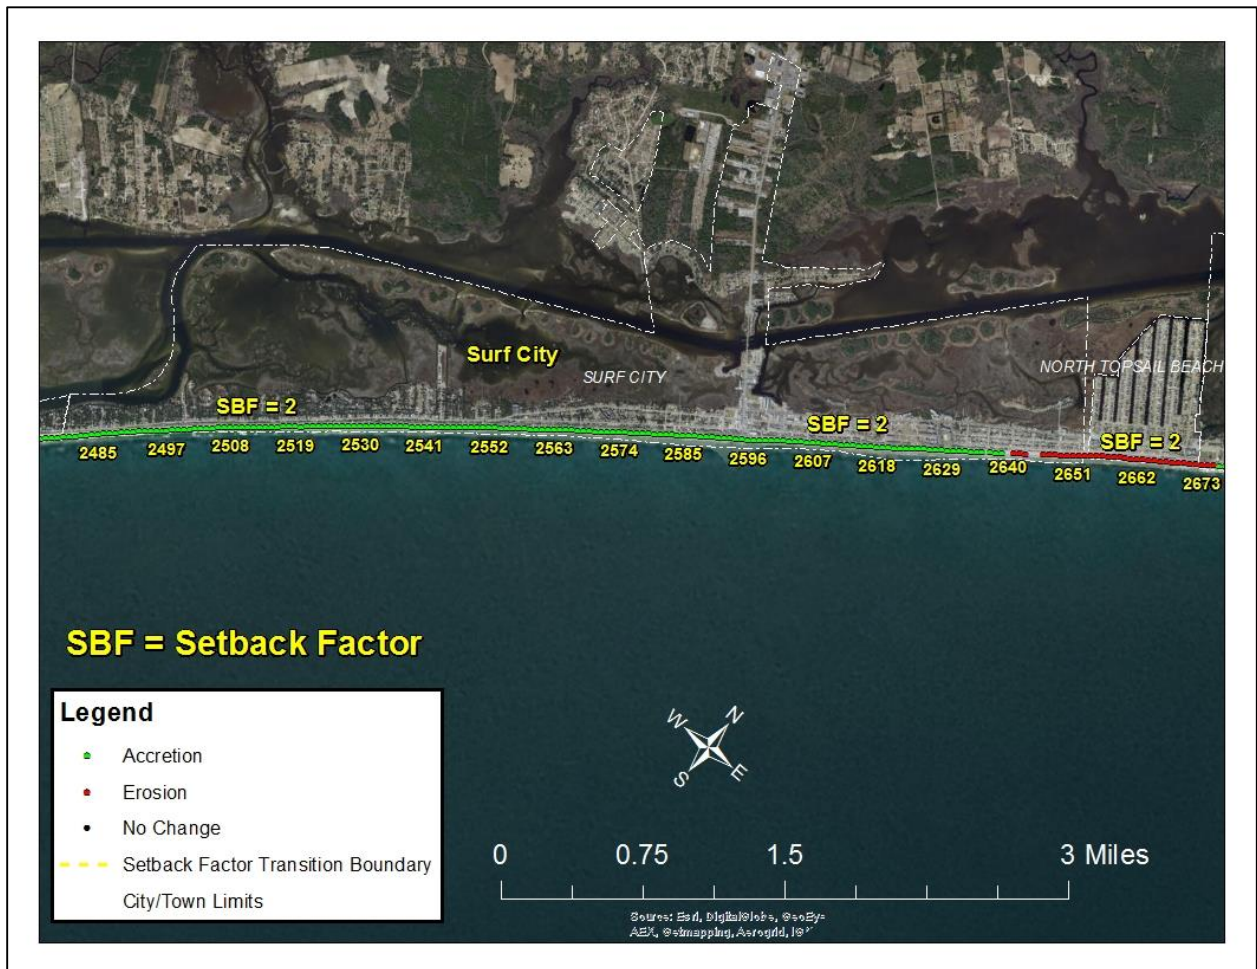 Surf City
SURF CITY
NORTH TOPSAIL BEACH
SBF = 2
SBF = 2
SBF = 2
2485
2497
2508
2519
2530
2541
2552
2563
2574
2585
2596
2607
2618
2629
2640
2651
2662
2673
SBF = Setback Factor
Legend
Accretion
Erosion
No Change
Setback Factor Transition Boundary
City/Town Limits
W N
S E
0 0.75 1.5 3 Miles
Source: Esri, DigitalGlobe, GeoEye-
AEX, Getmapping, Aerogrid,